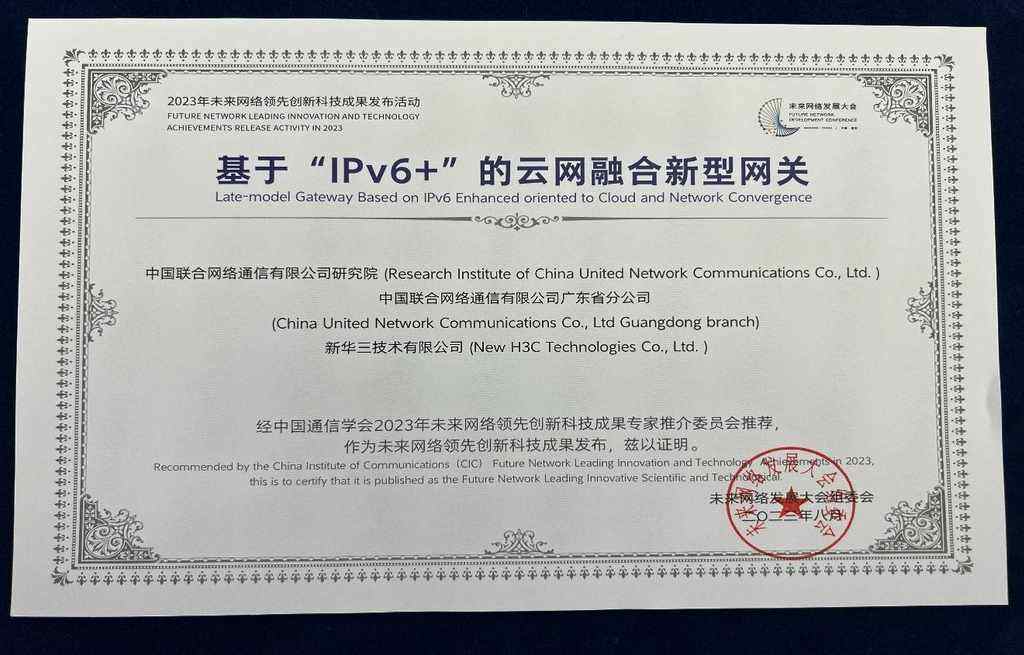 2023年未来网络领先创新科技成果发布活动
FUTURE NETWORK LEADING INNOVATION AND TECHNOLOGY
ACHIEVEMENTS RELEASE ACTIVITY IN 2023
未来网络发展大会
FUTURE NETWORK
DEVELOPMENT CONFERENCE
基于“IPv6+”的云网融合新型网关
Late-model Gateway Based on IPv6 Enhanced oriented to Cloud and Network Convergence
中国联合网络通信有限公司研究院 (Research Institute of China United Network Communications Co., Ltd. )
中国联合网络通信有限公司广东省分公司
(China United Network Communications Co., Ltd Guangdong branch)
新华三技术有限公司 (New H3C Technologies Co., Ltd. )
经中国通信学会2023年未来网络领先创新科技成果专家推介委员会推荐，
作为未来网络领先创新科技成果发布，兹以证明。
Recommended by the China Institute of Communications（CIC） Future Network Leading Innovation and Technology Achievements in 2023,
this is to certify that it is published as the Future Network Leading Innovative Scientific and Technological.
未来网络发展大会组委会
二〇二三年八月
未来网络发展大会组委会